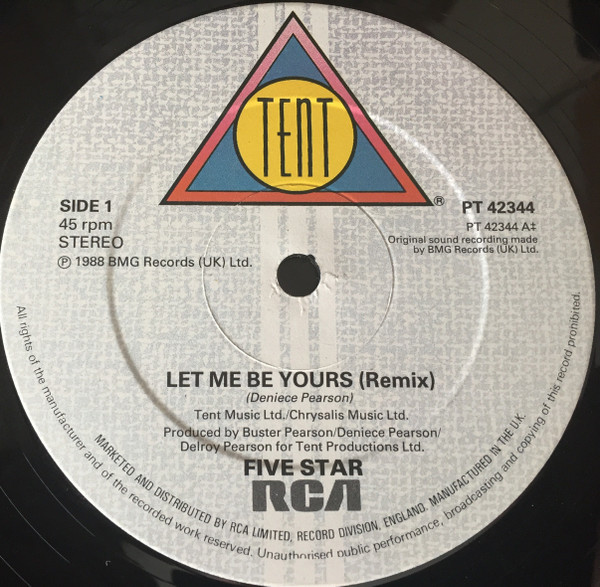 TENT
®
SIDE 1
45 rpm
STEREO
℗ 1988 BMG Records (UK) Ltd.
PT 42344
PT 42344 A‡
Original sound recording made
by BMG Records (UK) Ltd.
LET ME BE YOURS (Remix)
(Deniece Pearson)
Tent Music Ltd./Chrysalis Music Ltd.
Produced by Buster Pearson/Deniece Pearson/
Delroy Pearson for Tent Productions Ltd.
FIVE STAR
RCA
MARKETED AND DISTRIBUTED BY RCA LIMITED, RECORD DIVISION, ENGLAND. MANUFACTURED IN THE U.K.
All rights of the manufacturer and of the recorded work reserved. Unauthorised public performance, broadcasting and copying of this record prohibited.